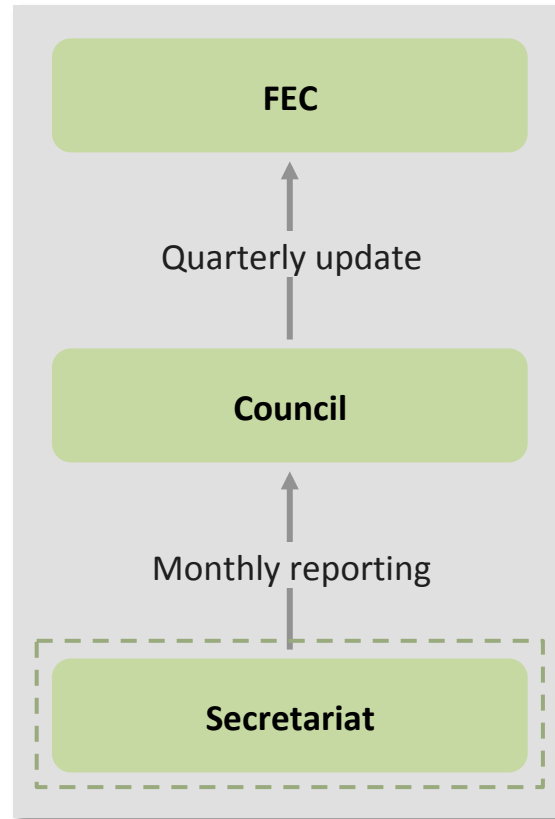 FEC
Quarterly update
Council
Monthly reporting
Secretariat